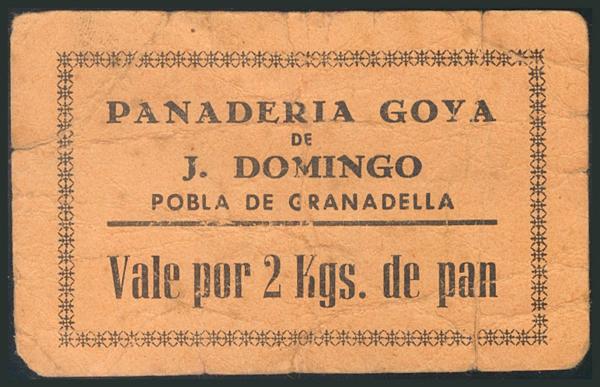 PANADERIA GOYA
DE
J. DOMINGO
POBLA DE GRANADELLA
Vale por 2 Kgs. de pan